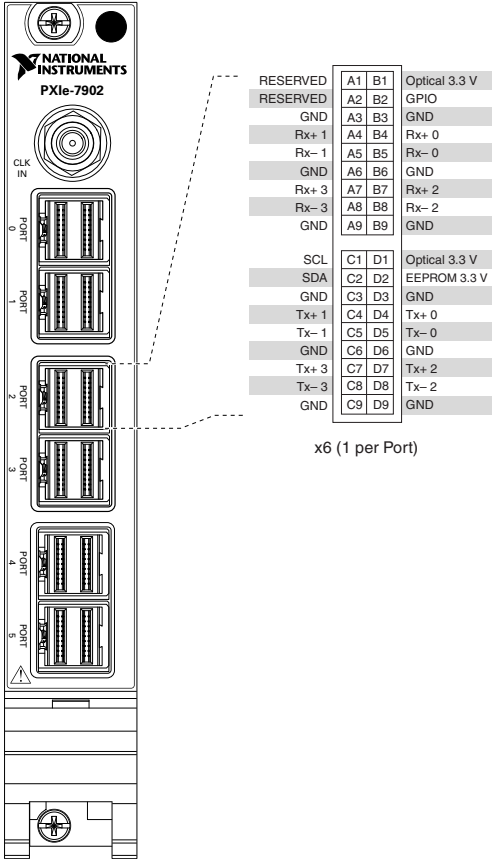 NATIONAL
INSTRUMENTS
PXIe-7902
CLK
IN
PORT
0
PORT
1
PORT
2
PORT
3
PORT
4
PORT
5
RESERVED A1 B1 Optical 3.3 V
RESERVED A2 B2 GPIO
GND A3 B3 GND
Rx+ 1 A4 B4 Rx+ 0
Rx– 1 A5 B5 Rx– 0
GND A6 B6 GND
Rx+ 3 A7 B7 Rx+ 2
Rx– 3 A8 B8 Rx– 2
GND A9 B9 GND
SCL C1 D1 Optical 3.3 V
SDA C2 D2 EEPROM 3.3 V
GND C3 D3 GND
Tx+ 1 C4 D4 Tx+ 0
Tx– 1 C5 D5 Tx– 0
GND C6 D6 GND
Tx+ 3 C7 D7 Tx+ 2
Tx– 3 C8 D8 Tx– 2
GND C9 D9 GND
x6 (1 per Port)